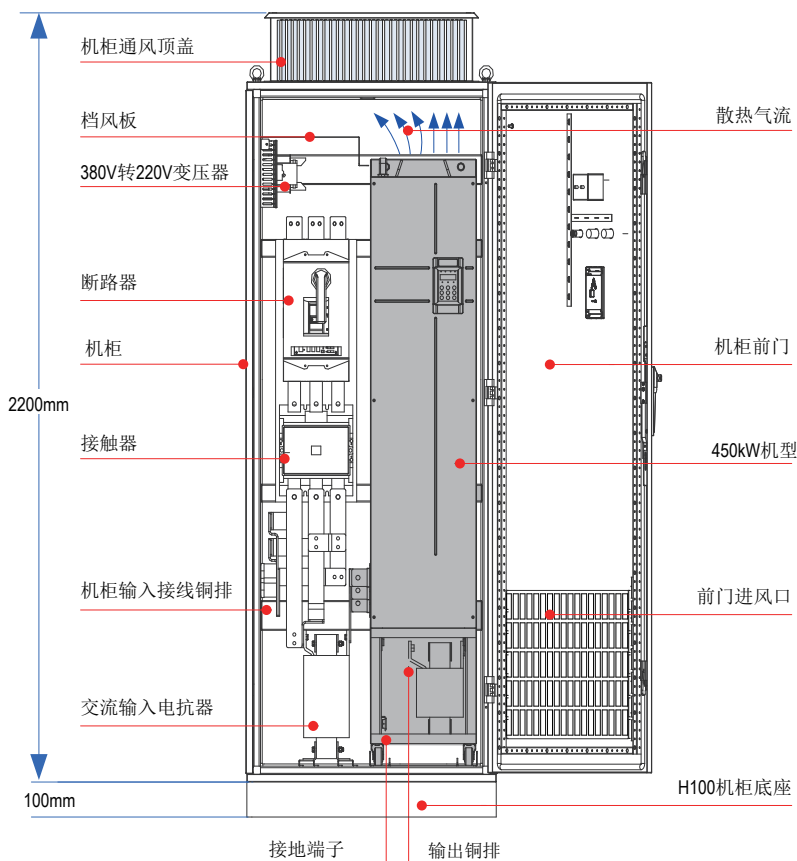 机柜通风顶盖
档风板
散热气流
380V转220V变压器
断路器
机柜
机柜前门
2200mm
接触器
450kW机型
机柜输入接线铜排
前门进风口
交流输入电抗器
100mm
H100机柜底座
接地端子
输出铜排